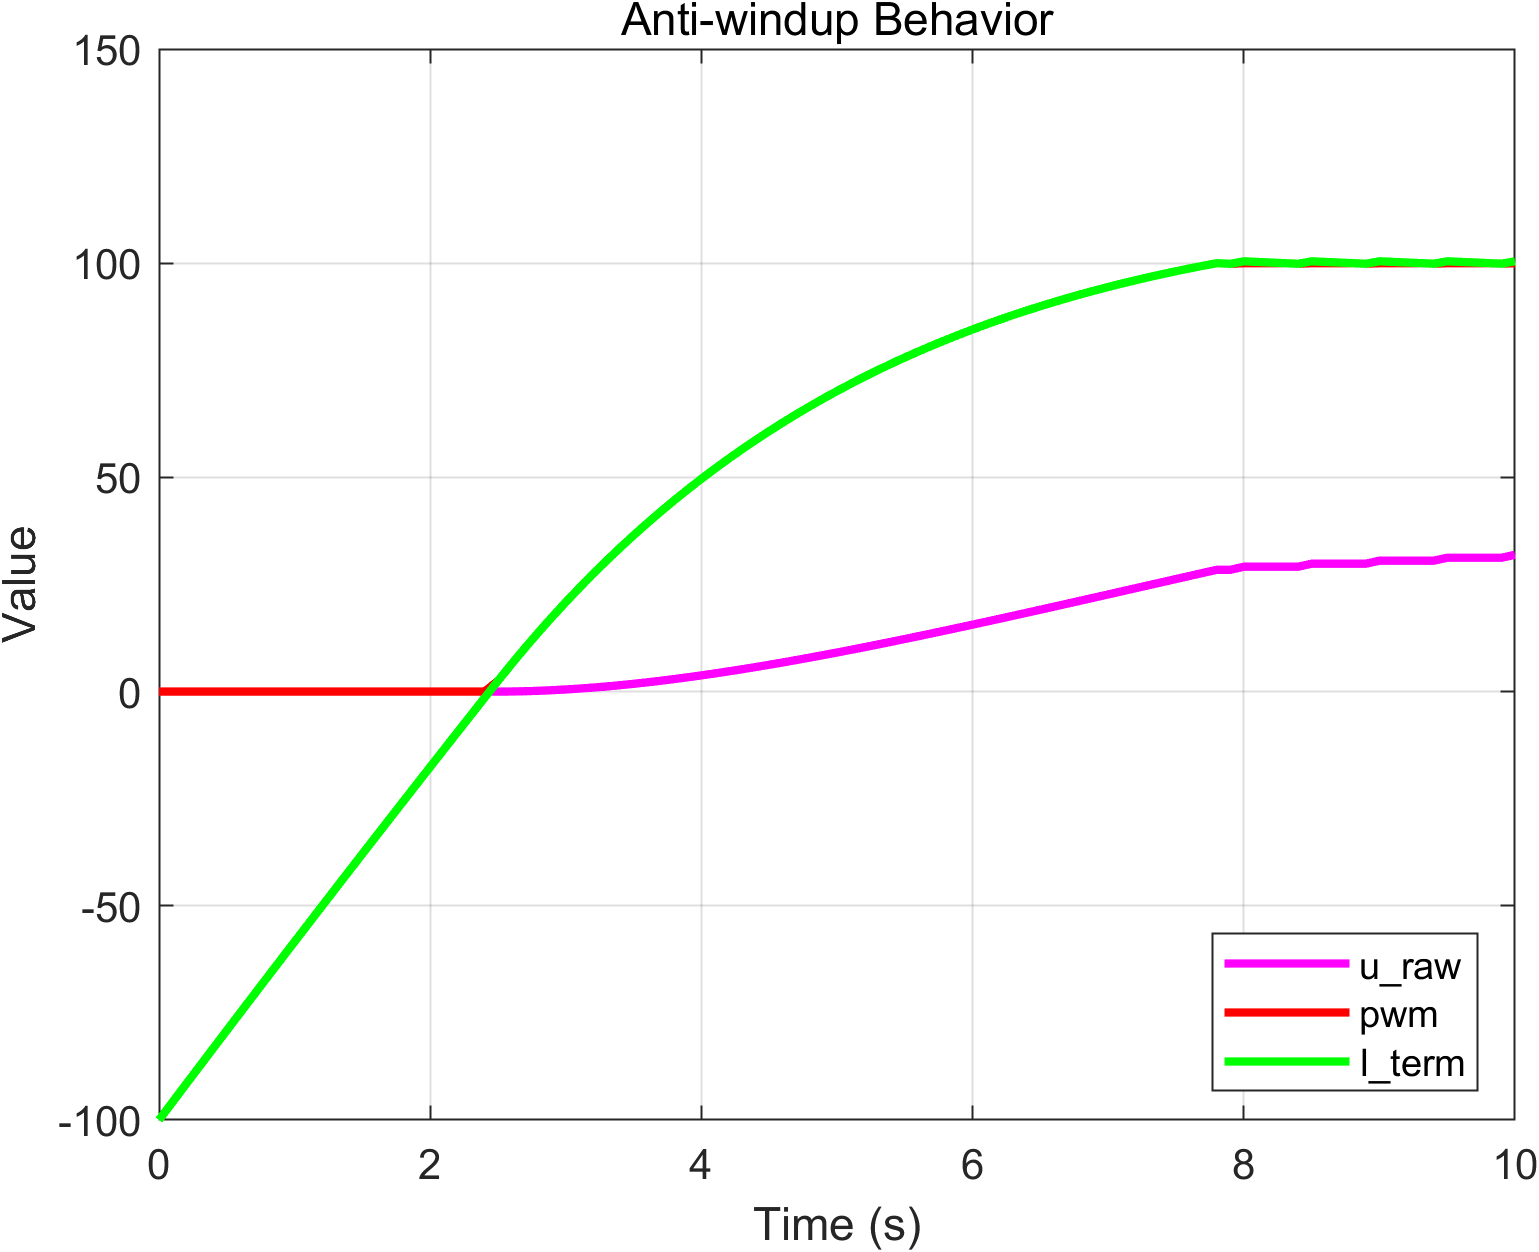 Anti-windup Behavior
150
100
50
0
-50
-100
Value
0 2 4 6 8 10
Time (s)
u_raw
pwm
I_term